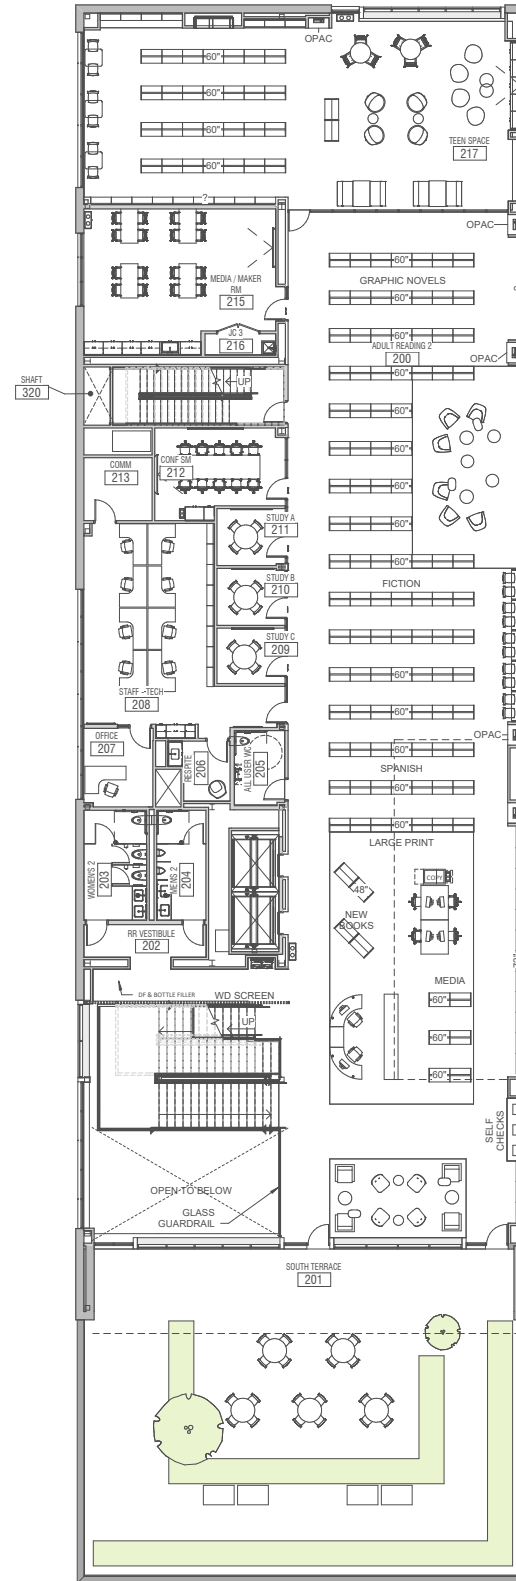 OPAC
60"
60"
60"
60"
TEEN SPACE
217
?
OPAC
MEDIA / MAKER
RM
215
60"
GRAPHIC NOVELS
60"
JC 3
216
60"
ADULT READING 2
200
OPAC
60"
SHAFT
320
UP
60"
60"
COMM
213
CONF SM
212
60"
60"
STUDY A
211
60"
60"
STUDY B
210
FICTION
60"
STUDY C
209
60"
STAFF - TECH
208
60"
OFFICE
207
RESPITE
206
ALL USER WC
205
OPAC
60"
SPANISH
60"
60"
LARGE PRINT
WOMEN'S 2
203
MEN'S 2
204
COPY
48"
NEW
BOOKS
RR VESTIBULE
202
MEDIA
DF & BOTTLE FILLER
WD SCREEN
60"
UP
60"
60"
SELF
CHECKS
OPEN TO BELOW
GLASS
GUARDRAIL
SOUTH TERRACE
201